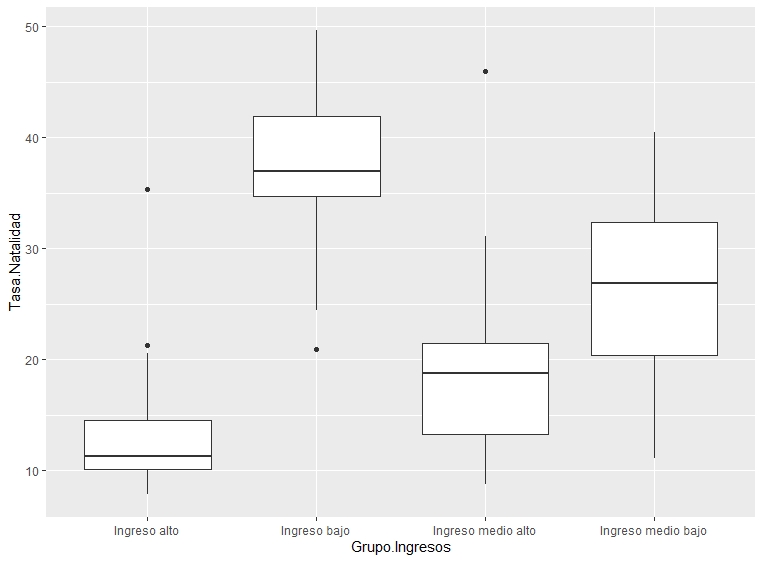 50
40
30
20
10
Tasa.Natalidad
Ingreso alto
Ingreso bajo
Ingreso medio alto
Ingreso medio bajo
Grupo.Ingresos